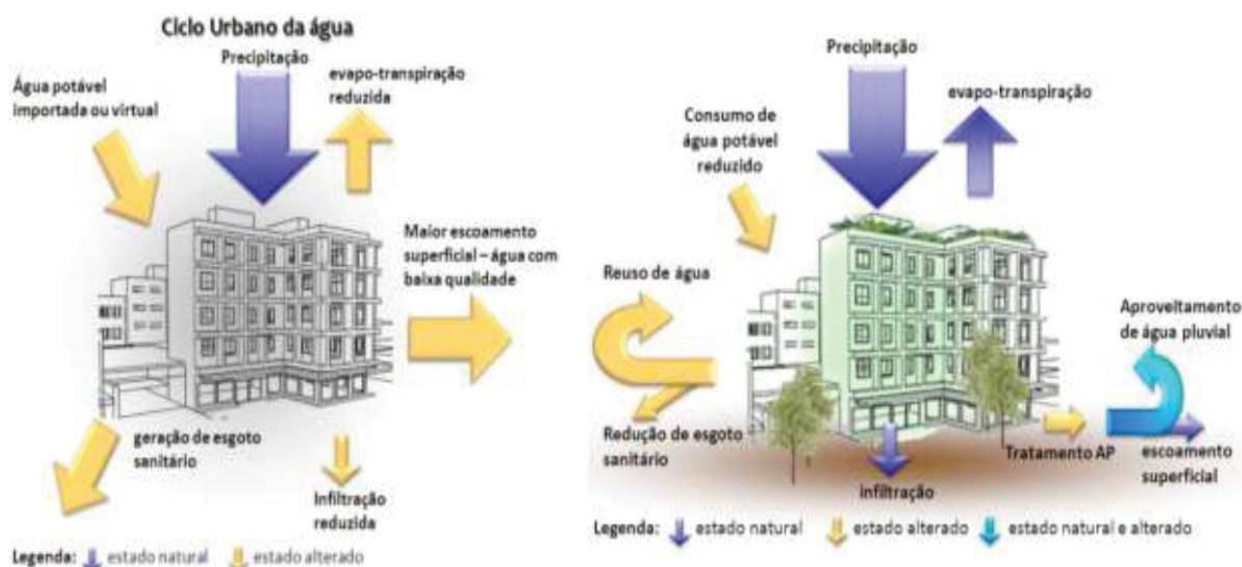 Ciclo Urbano da água
Precipitação
evapo-transpiração
reduzida
Água potável
importada ou virtual
Maior escoamento
superficial – água com
baixa qualidade
geração de esgoto
sanitário
Infiltração
reduzida
Legenda: estado natural estado alterado
Precipitação
evapo-transpiração
Consumo de
água potável
reduzido
Reuso de água
Aproveitamento
de água pluvial
Redução de esgoto
sanitário
Tratamento AP
escoamento
superficial
infiltração
Legenda: estado natural estado alterado estado natural e alterado